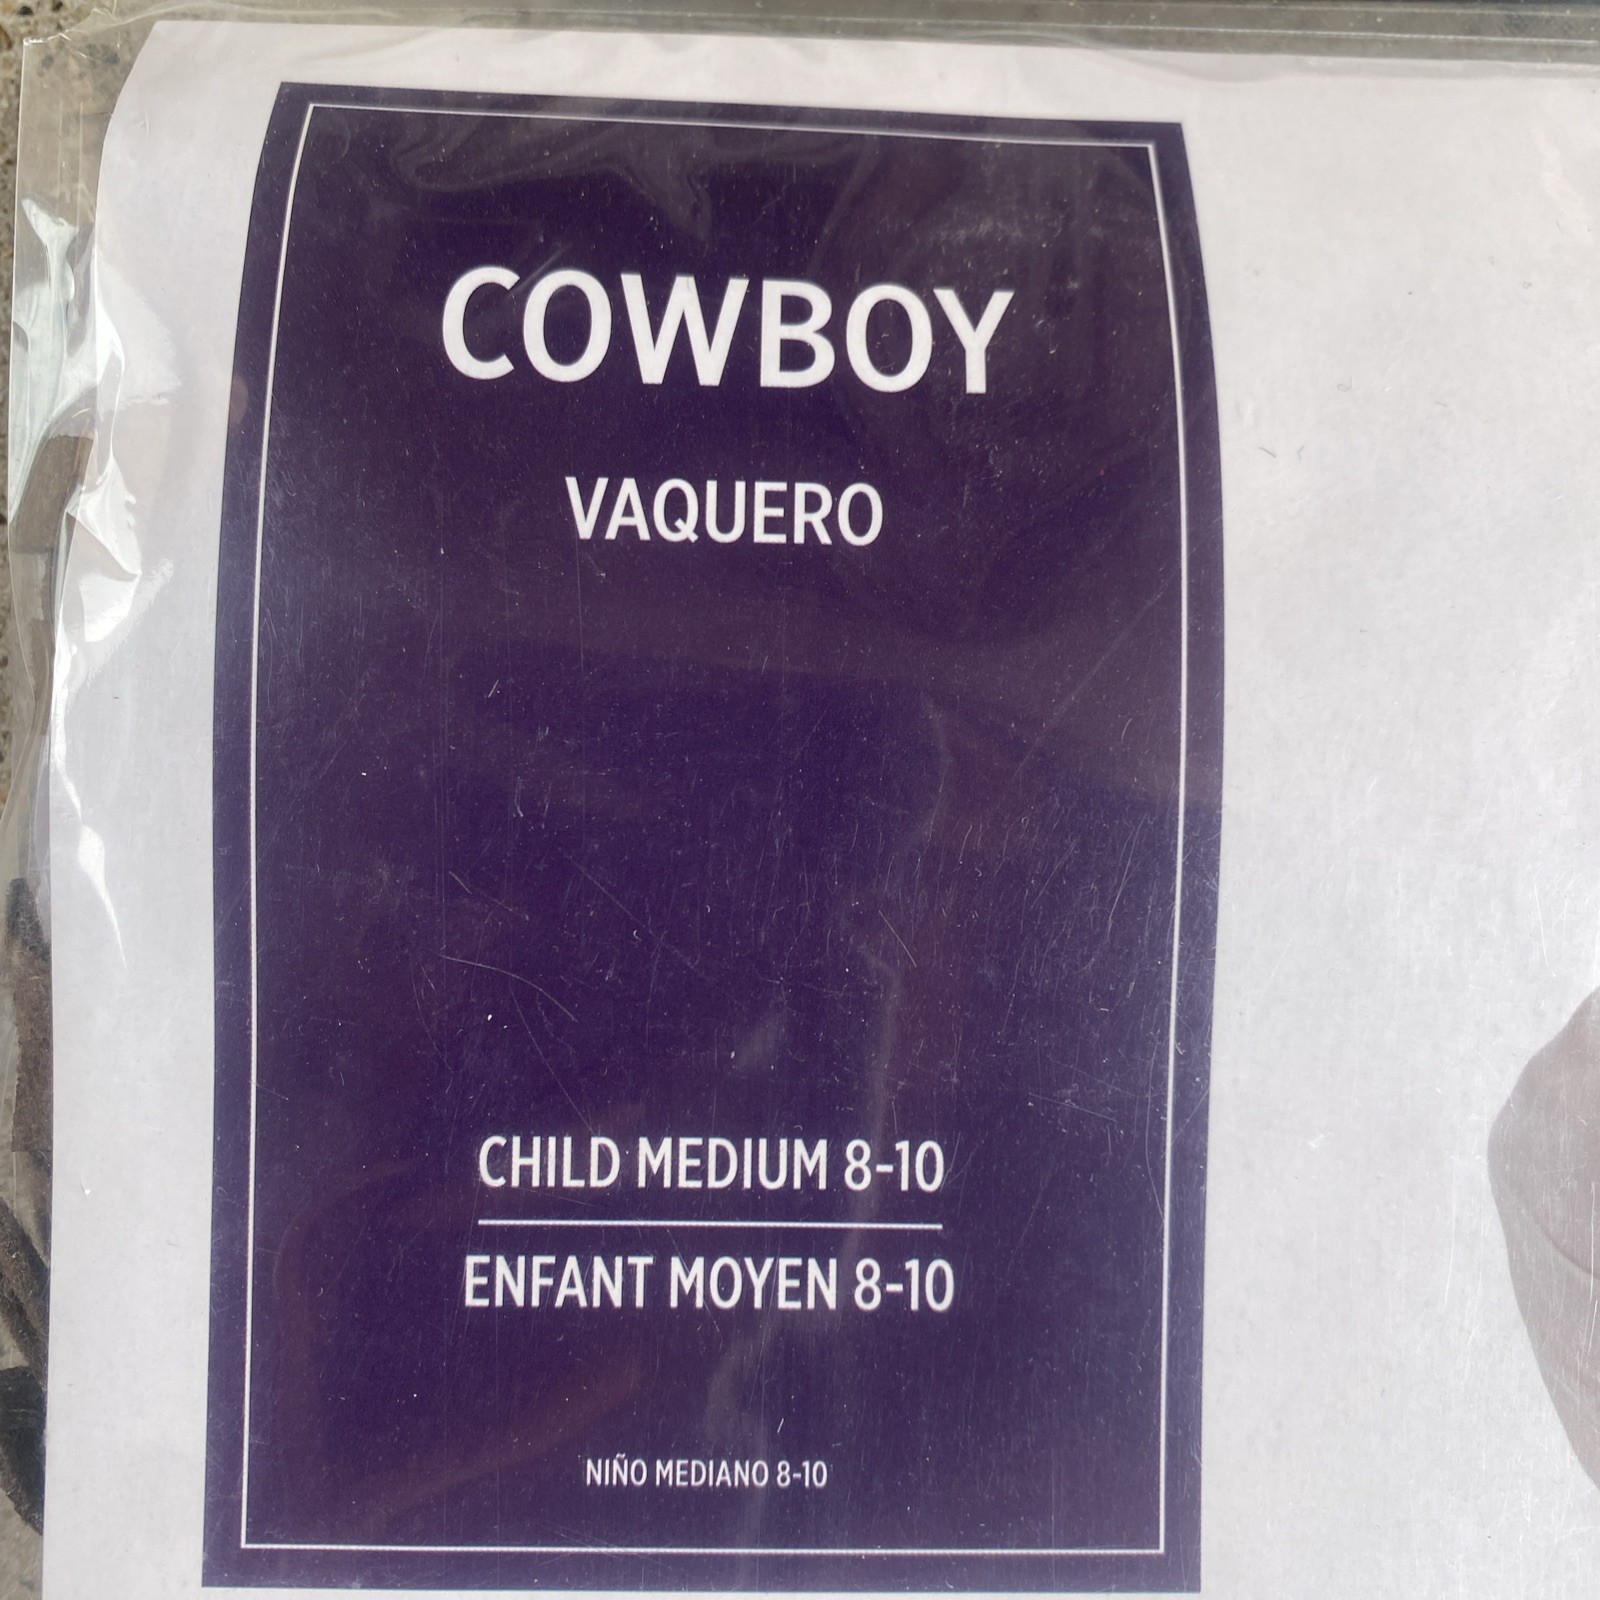 COWBOY
VAQUERO
CHILD MEDIUM 8-10
ENFANT MOYEN 8-10
NIÑO MEDIANO 8-10